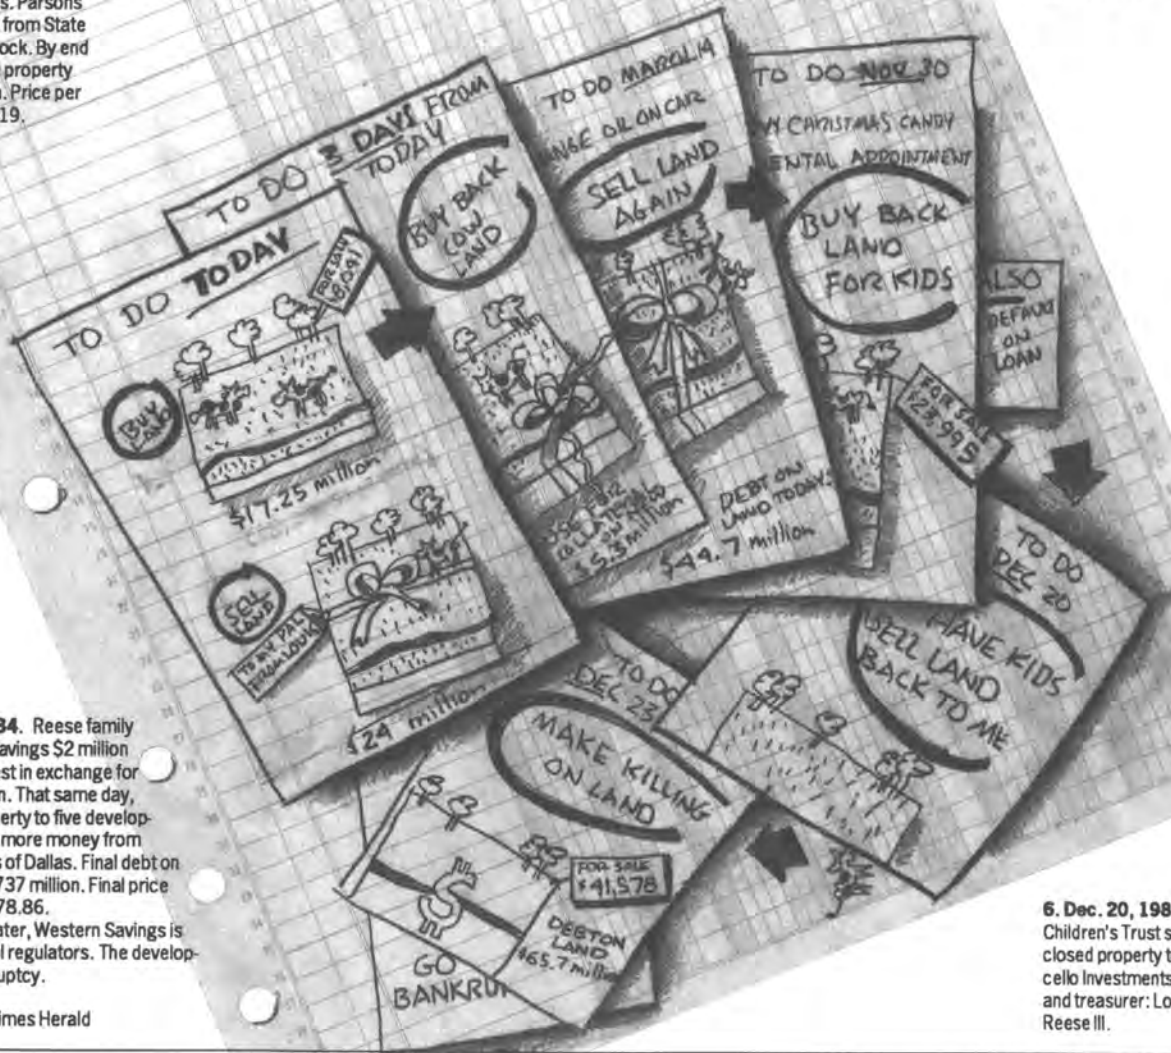 s. Parsons
from State
ock. By end
property
. Price per
19.
TO DO TODAY
FOR SALE
$8,091
BUY LAND
$17.25 million
SELL LAND
TO MY PAL
$24 million
TO DO 3 DAYS FROM
TODAY
BUY BACK
COW
LAND
$5.3 million
TO DO
OIL ON CAR
SELL LAND
AGAIN
DEBT ON
LAND TODAY:
$44.7 million
TO DO NOV 30
Y CHRISTMAS CANDY
ENTAL APPOINTMENT
BUY BACK
LAND
FOR KIDS
FOR SALE
$23,995
ALSO
DEFAULT
ON
LOAN
TO DO
DEC 20
HAVE KIDS
SELL LAND
BACK TO ME
TO DO
DEC 23
MAKE KILLING
ON LAND
FOR SALE
$41,578
DEBT ON
LAND
$65.7 million
$
GO
BANKRU
34. Reese family
avings $2 million
est in exchange for
n. That same day,
erty to five develop-
more money from
s of Dallas. Final debt on
737 million. Final price
78.86.
ater, Western Savings is
l regulators. The develop-
uptcy.
imes Herald
6. Dec. 20, 198
Children's Trust s
closed property t
cello Investments
and treasurer: Lo
Reese III.